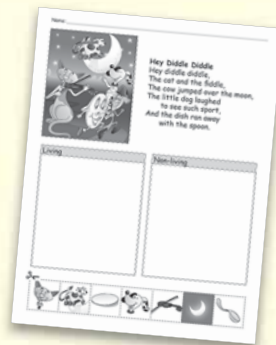 Name
Hey Diddle Diddle
Hey diddle diddle,
The cat and the fiddle,
The cow jumped over the moon,
The little dog laughed
to see such sport,
And the dish ran away
with the spoon.
Living
Non-living